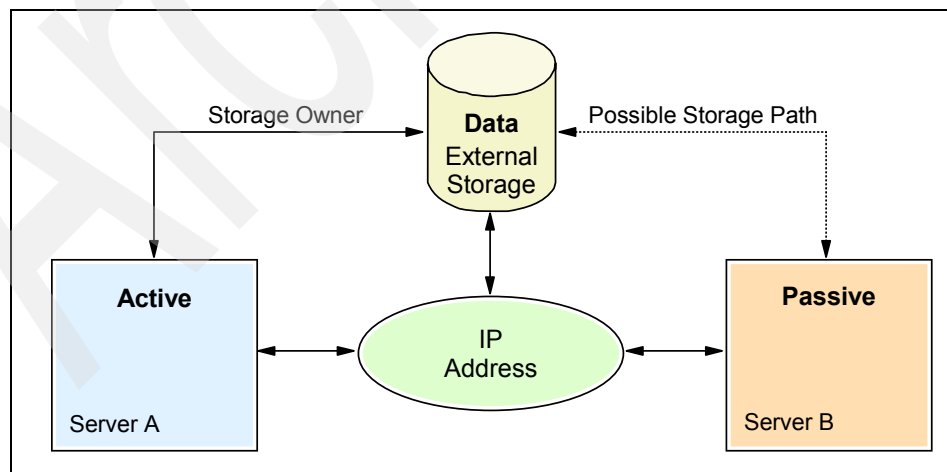 Storage Owner
Data
External
Storage
Possible Storage Path
Active
Server A
IP
Address
Passive
Server B